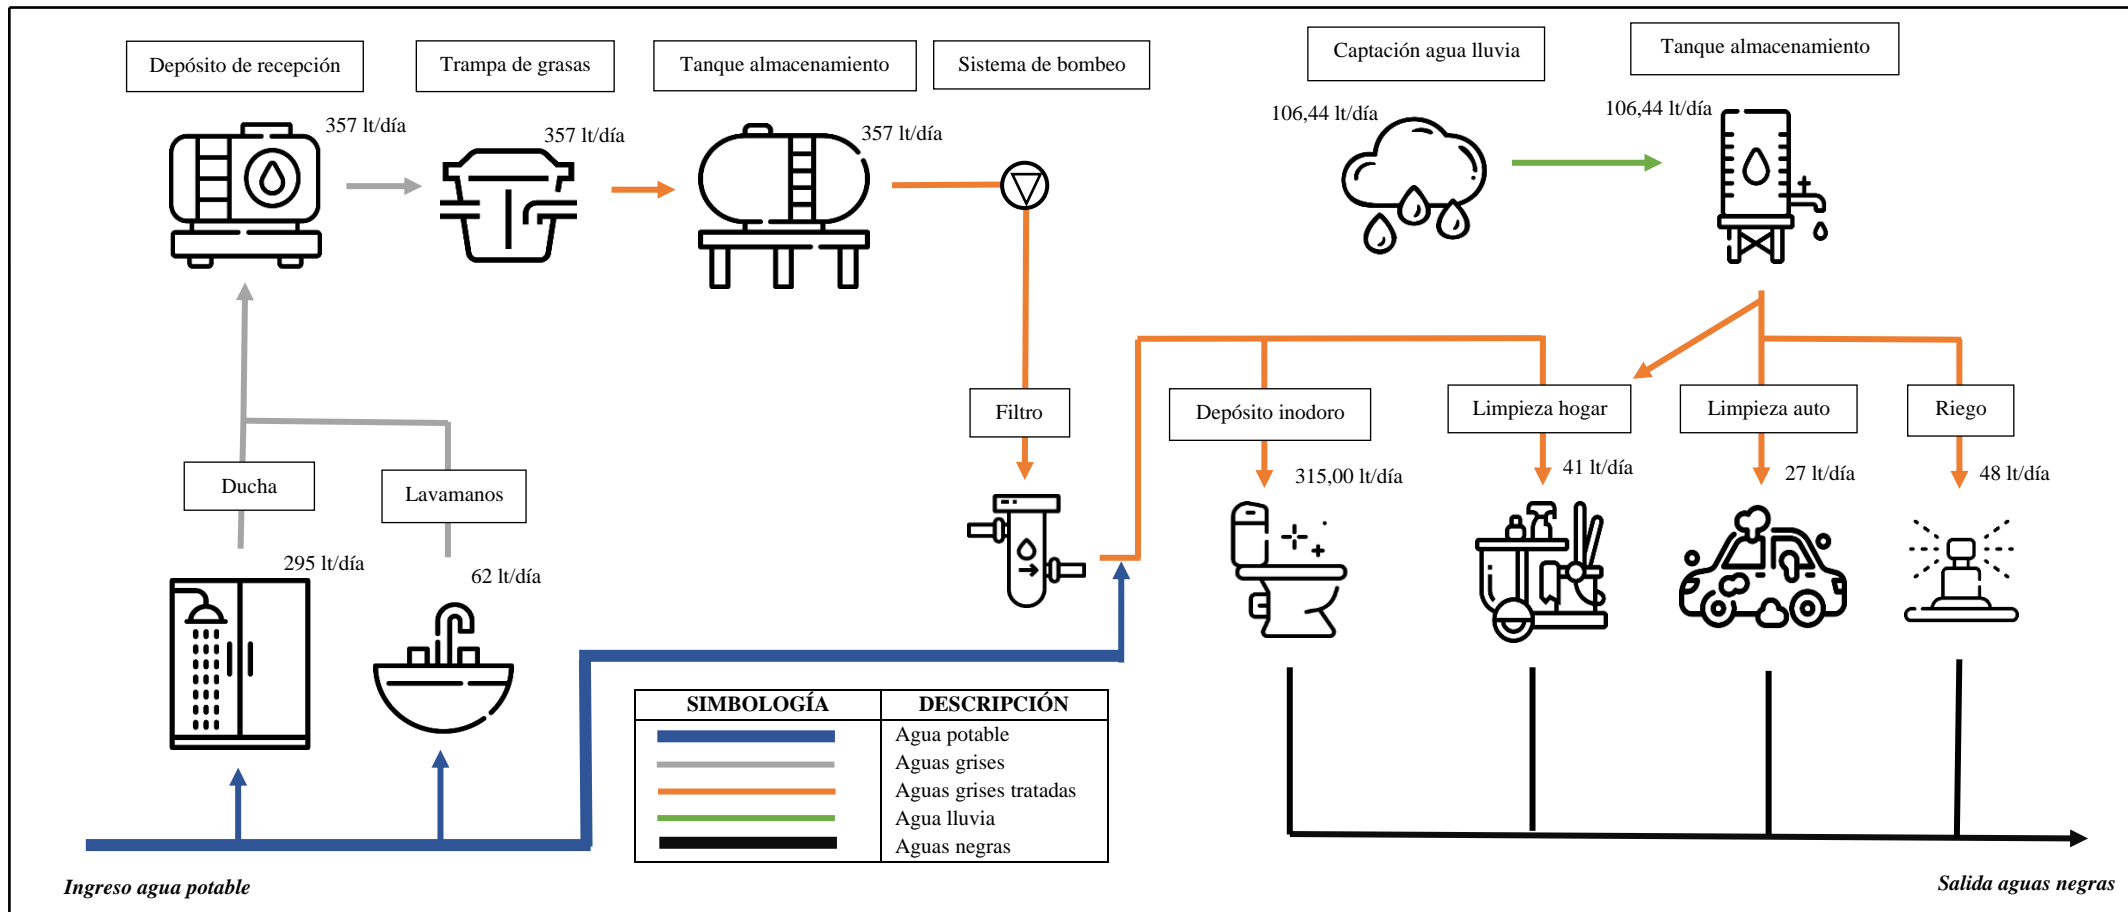 Depósito de recepción
Trampa de grasas
Tanque almacenamiento
Sistema de bombeo
Captación agua lluvia
Tanque almacenamiento
357 lt/día
357 lt/día
357 lt/día
106,44 lt/día
106,44 lt/día
Filtro
Depósito inodoro
Limpieza hogar
Limpieza auto
Riego
Ducha
Lavamanos
315,00 lt/día
41 lt/día
27 lt/día
48 lt/día
295 lt/día
62 lt/día
SIMBOLOGÍA
DESCRIPCIÓN
Agua potable
Aguas grises
Aguas grises tratadas
Agua lluvia
Aguas negras
Ingreso agua potable
Salida aguas negras